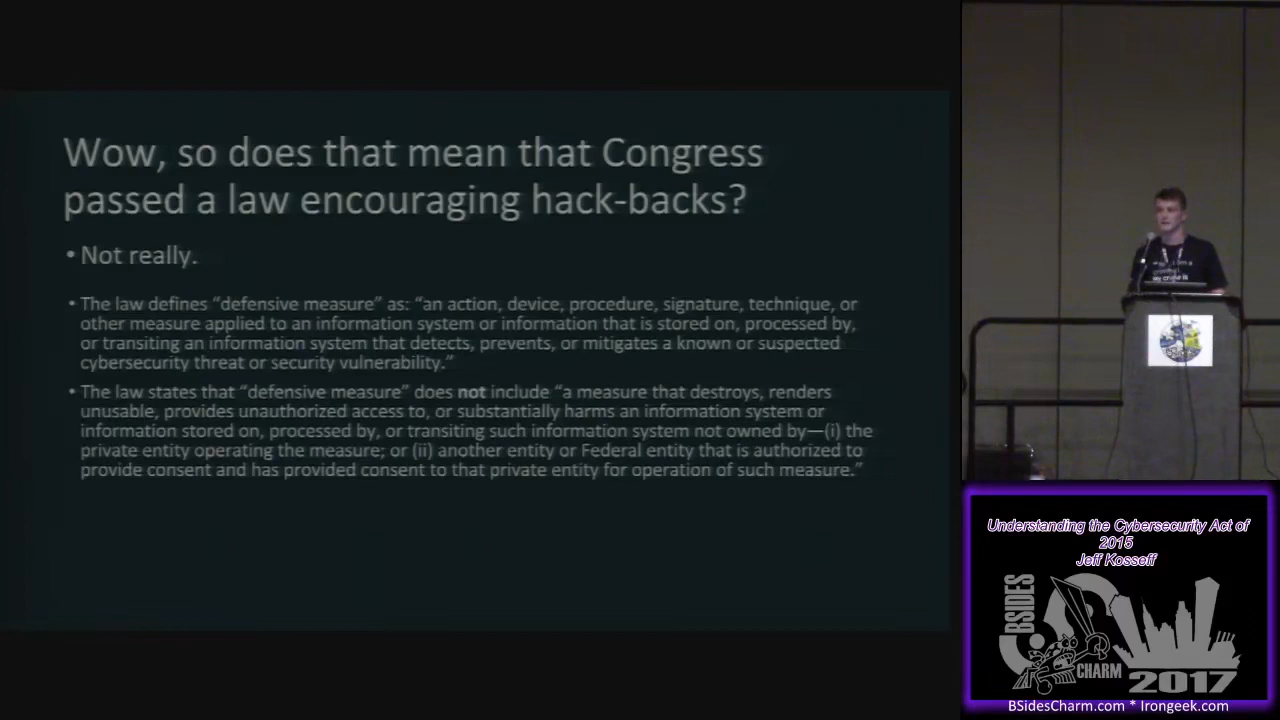 Wow, so does that mean that Congress
passed a law encouraging hack-backs?
• Not really.
• The law defines “defensive measure” as: “an action, device, procedure, signature, technique, or
other measure applied to an information system or information that is stored on, processed by,
or transiting an information system that detects, prevents, or mitigates a known or suspected
cybersecurity threat or security vulnerability.”
• The law states that “defensive measure” does not include “a measure that destroys, renders
unusable, provides unauthorized access to, or substantially harms an information system or
information stored on, processed by, or transiting such information system not owned by—(i) the
private entity operating the measure; or (ii) another entity or Federal entity that is authorized to
provide consent and has provided consent to that private entity for operation of such measure.”
Understanding the Cybersecurity Act of
2015
Jeff Kosseff
BSIDES
CHARM
2017
BSidesCharm.com * Irongeek.com